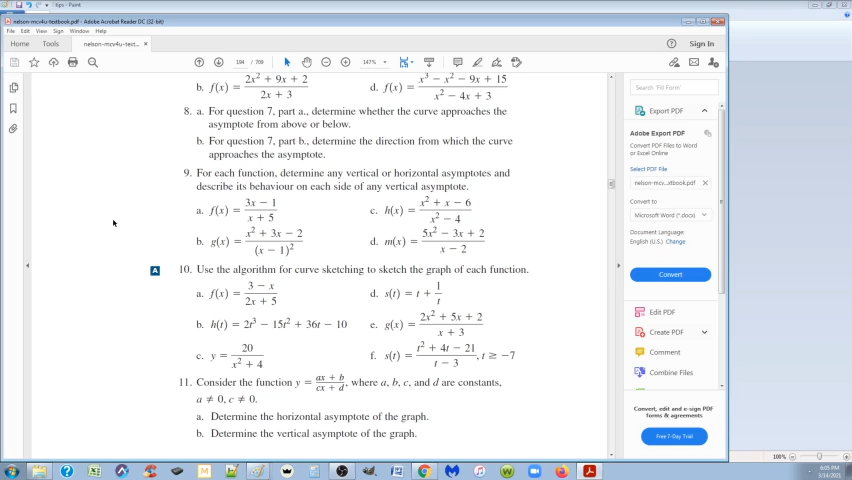 tips - Paint
nelson-mcv4u-textbook.pdf - Adobe Acrobat Reader DC (32-bit)
File Edit View Sign Window Help
Home Tools nelson-mcv4u-test... × Sign In
194 / 709 147%
b. f(x) = (2x² + 9x + 2)/(2x + 3) d. f(x) = (x³ − x² − 9x + 15)/(x² − 4x + 3)
8. a. For question 7, part a., determine whether the curve approaches the
asymptote from above or below.
b. For question 7, part b., determine the direction from which the curve
approaches the asymptote.
9. For each function, determine any vertical or horizontal asymptotes and
describe its behaviour on each side of any vertical asymptote.
a. f(x) = (3x − 1)/(x + 5) c. h(x) = (x² + x − 6)/(x² − 4)
b. g(x) = (x² + 3x − 2)/(x − 1)² d. m(x) = (5x² − 3x + 2)/(x − 2)
A 10. Use the algorithm for curve sketching to sketch the graph of each function.
a. f(x) = (3 − x)/(2x + 5) d. s(t) = t + 1/t
b. h(t) = 2t³ − 15t² + 36t − 10 e. g(x) = (2x² + 5x + 2)/(x + 3)
c. y = 20/(x² + 4) f. s(t) = (t² + 4t − 21)/(t − 3), t ≥ −7
11. Consider the function y = (ax + b)/(cx + d), where a, b, c, and d are constants,
a ≠ 0, c ≠ 0.
a. Determine the horizontal asymptote of the graph.
b. Determine the vertical asymptote of the graph.
Search 'Fill Form'
Export PDF
Adobe Export PDF
Convert PDF Files to Word
or Excel Online
Select PDF File
nelson-mcv...xtbook.pdf ×
Convert to
Microsoft Word (*.docx)
Document Language:
English (U.S.) Change
Convert
Edit PDF
Create PDF
Comment
Combine Files
Convert, edit and e-sign PDF
forms & agreements
Free 7-Day Trial
100%
6:05 PM